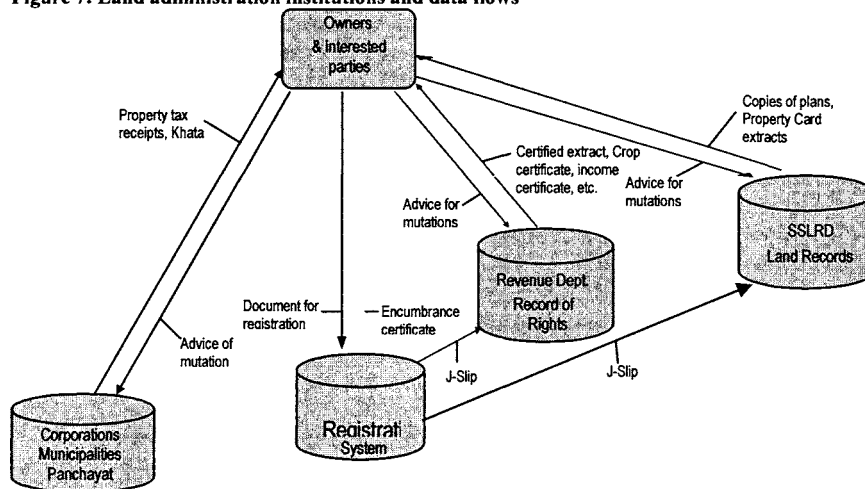 Figure 7. Land administration institutions and data flows
Owners
& interested
parties
Property tax
receipts, Khata
Copies of plans,
Property Card
extracts
Certified extract, Crop
certificate, income
certificate, etc.
Advice for
mutations
Advice for
mutations
SSLRD
Land Records
Revenue Dept.
Record of
Rights
Document for
registration
Encumbrance
certificate
Advice of
mutation
J-Slip
J-Slip
Registrati
System
Corporations
Municipalities
Panchayat